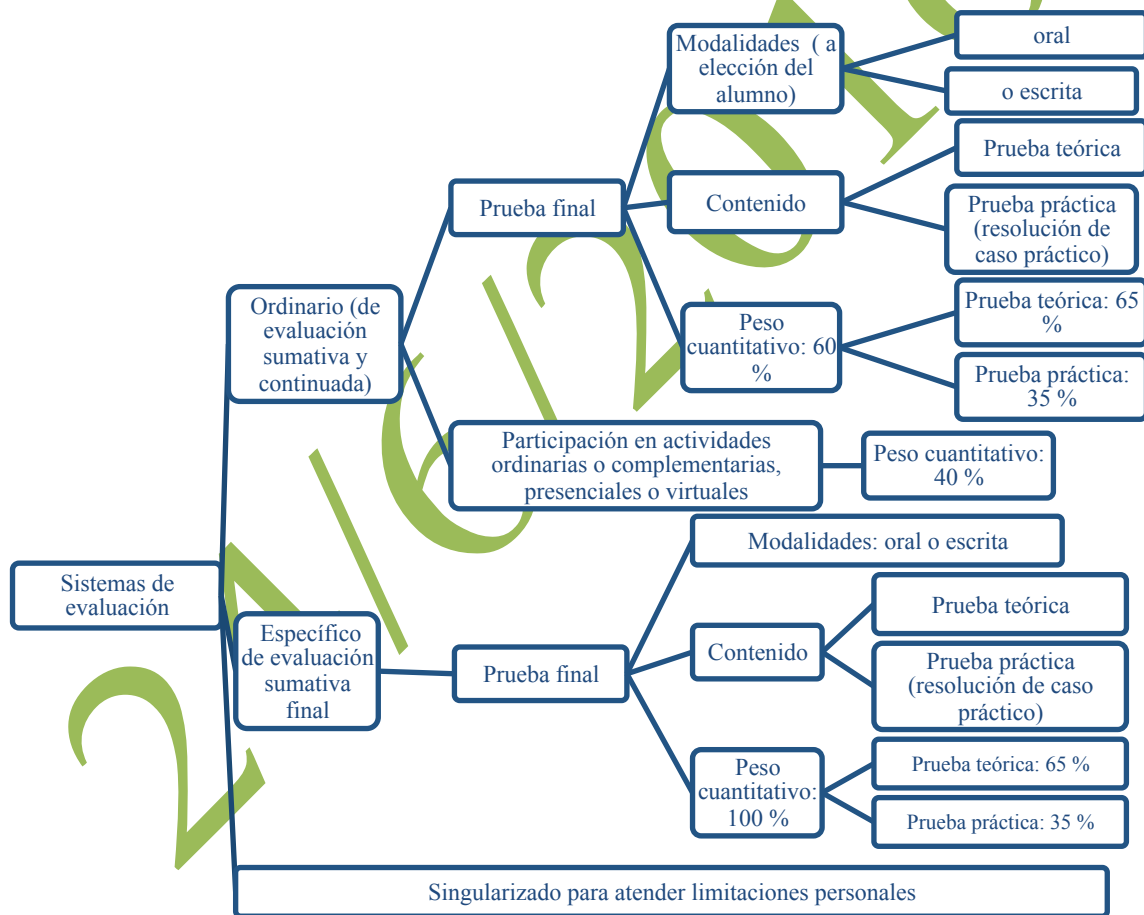 Sistemas de
evaluación
Ordinario (de
evaluación
sumativa y
continuada)
Prueba final
Modalidades ( a
elección del
alumno)
oral
o escrita
Contenido
Prueba teórica
Prueba práctica
(resolución de
caso práctico)
Peso
cuantitativo: 60
%
Prueba teórica: 65
%
Prueba práctica:
35 %
Participación en actividades
ordinarias o complementarias,
presenciales o virtuales
Peso cuantitativo:
40 %
Específico
de evaluación
sumativa
final
Prueba final
Modalidades: oral o escrita
Contenido
Prueba teórica
Prueba práctica
(resolución de caso
práctico)
Peso
cuantitativo:
100 %
Prueba teórica: 65 %
Prueba práctica: 35 %
Singularizado para atender limitaciones personales